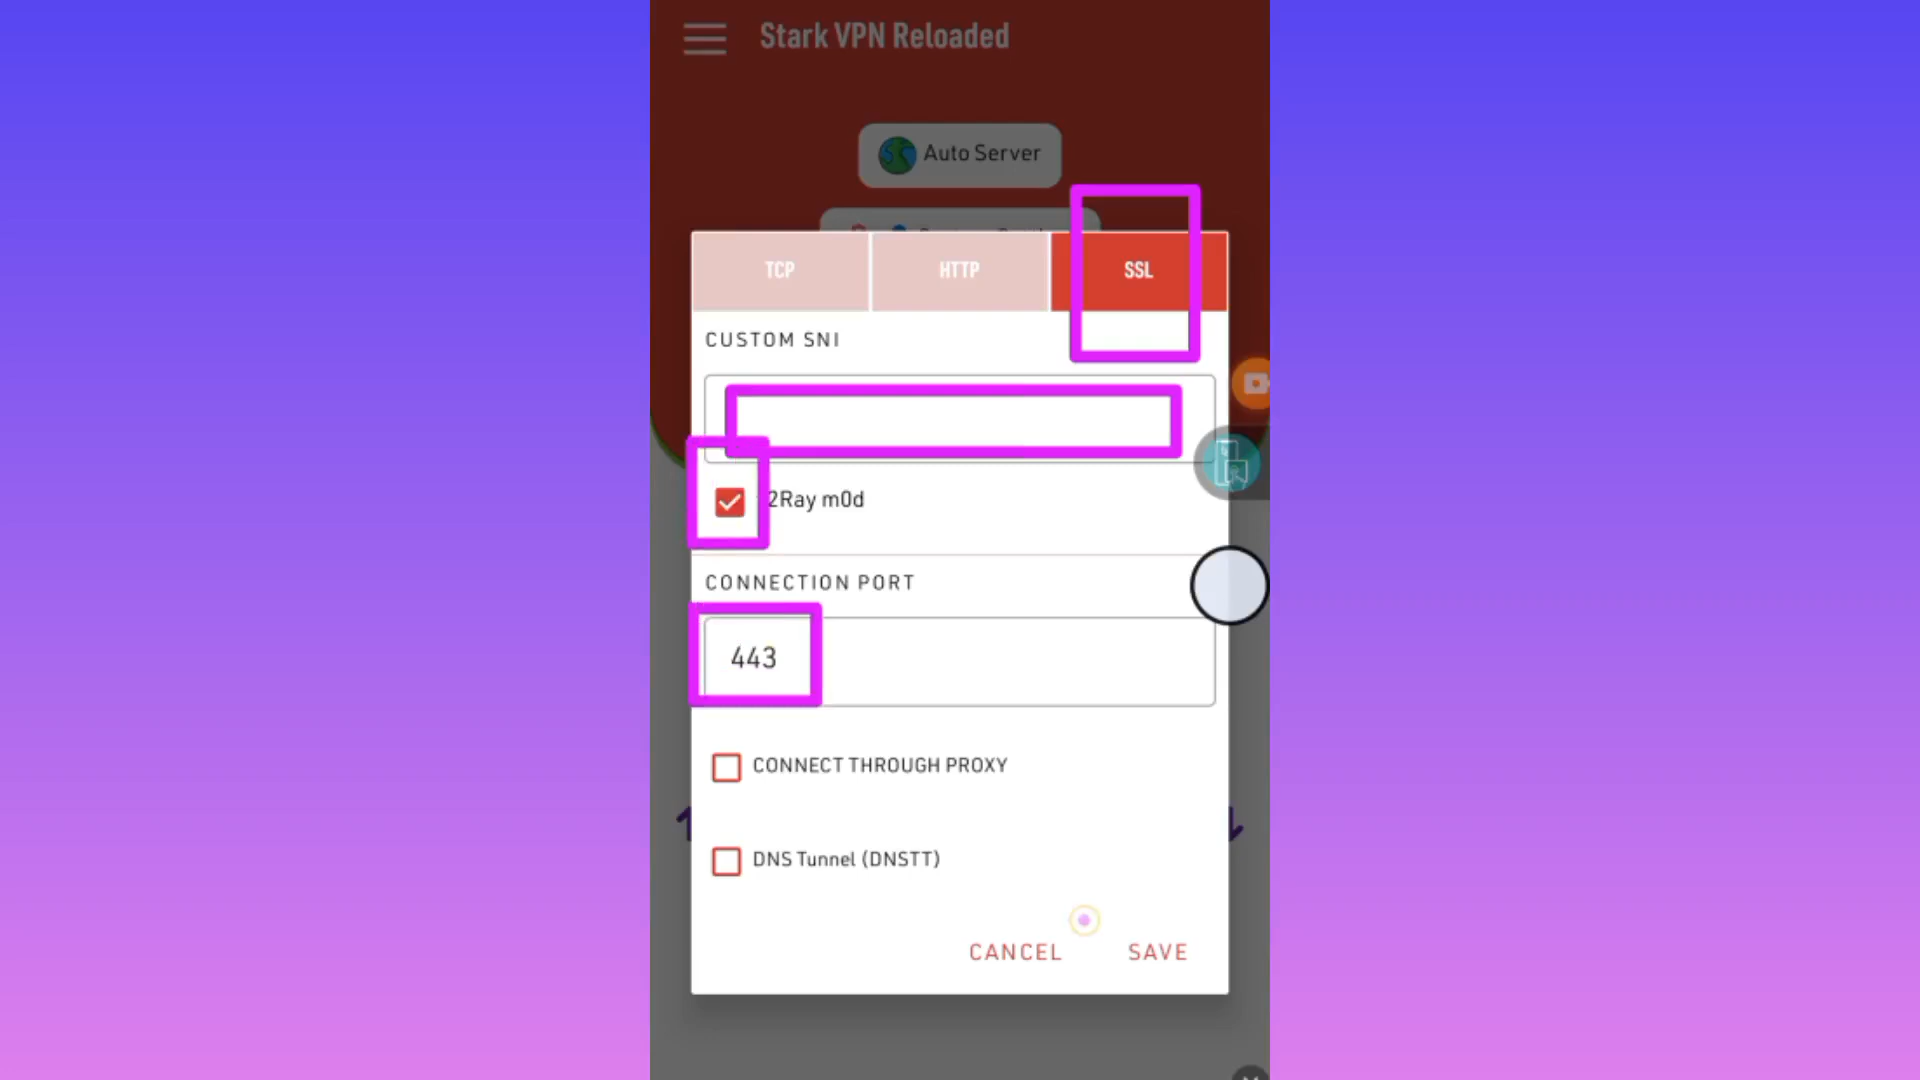 Stark VPN Reloaded
Auto Server
TCP
HTTP
SSL
CUSTOM SNI
2Ray m0d
CONNECTION PORT
443
CONNECT THROUGH PROXY
DNS Tunnel (DNSTT)
CANCEL
SAVE